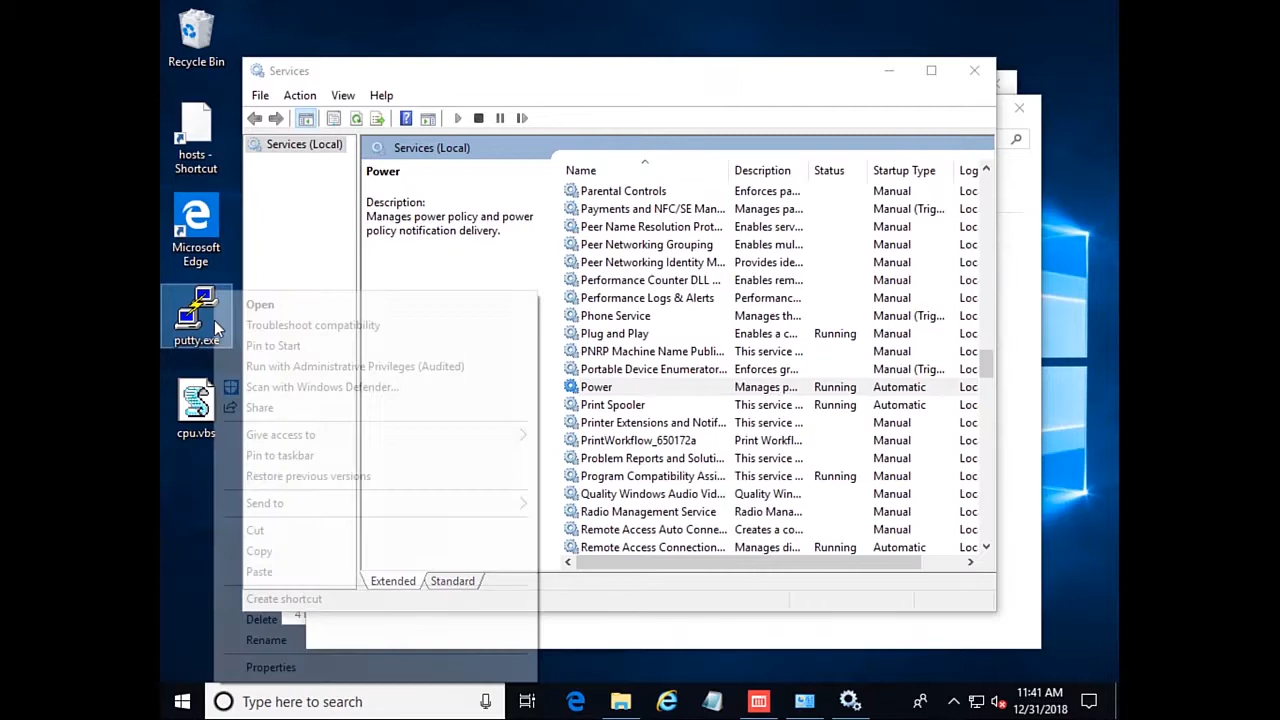 Recycle Bin
hosts -
Shortcut
Microsoft
Edge
putty.exe
cpu.vbs
Services
File Action View Help
Services (Local)
Services (Local)
Power
Description:
Manages power policy and power
policy notification delivery.
Name Description Status Startup Type Log
Parental Controls Enforces pa... Manual Loc
Payments and NFC/SE Man... Manages pa... Manual (Trig... Loc
Peer Name Resolution Prot... Enables serv... Manual Loc
Peer Networking Grouping Enables mul... Manual Loc
Peer Networking Identity M... Provides ide... Manual Loc
Performance Counter DLL ... Enables rem... Manual Loc
Performance Logs & Alerts Performanc... Manual Loc
Phone Service Manages th... Manual (Trig... Loc
Plug and Play Enables a c... Running Manual Loc
PNRP Machine Name Publi... This service ... Manual Loc
Portable Device Enumerator... Enforces gr... Manual (Trig... Loc
Power Manages p... Running Automatic Loc
Print Spooler This service ... Running Automatic Loc
Printer Extensions and Notif... This service ... Manual Loc
PrintWorkflow_650172a Print Workfl... Manual Loc
Problem Reports and Soluti... This service ... Manual Loc
Program Compatibility Assi... This service ... Running Manual Loc
Quality Windows Audio Vid... Quality Win... Manual Loc
Radio Management Service Radio Mana... Manual Loc
Remote Access Auto Conne... Creates a co... Manual Loc
Remote Access Connection... Manages di... Running Automatic Loc
Extended Standard
Open
Troubleshoot compatibility
Pin to Start
Run with Administrative Privileges (Audited)
Scan with Windows Defender...
Share
Give access to
Pin to taskbar
Restore previous versions
Send to
Cut
Copy
Paste
Create shortcut
Delete
Rename
Properties
Type here to search
11:41 AM
12/31/2018